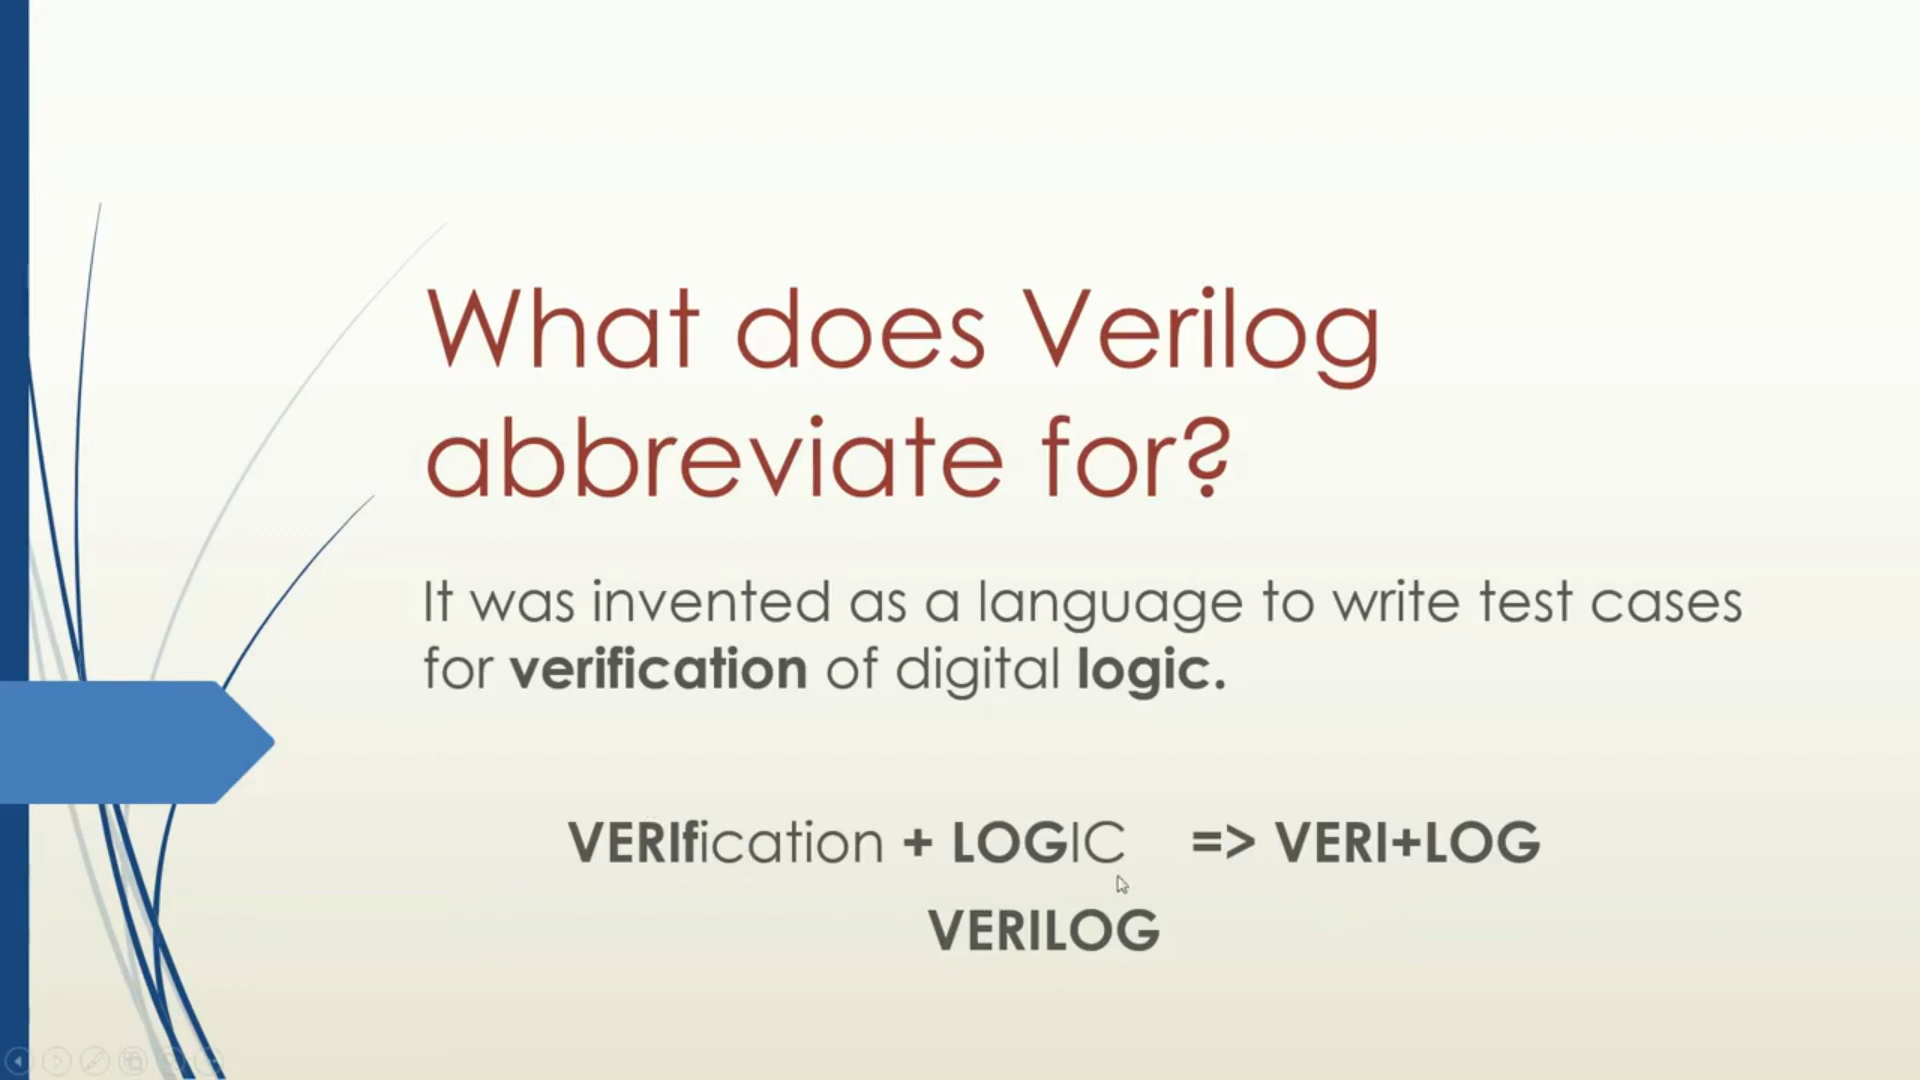 What does Verilog
abbreviate for?
It was invented as a language to write test cases
for verification of digital logic.
VERIfication + LOGIC => VERI+LOG
VERILOG